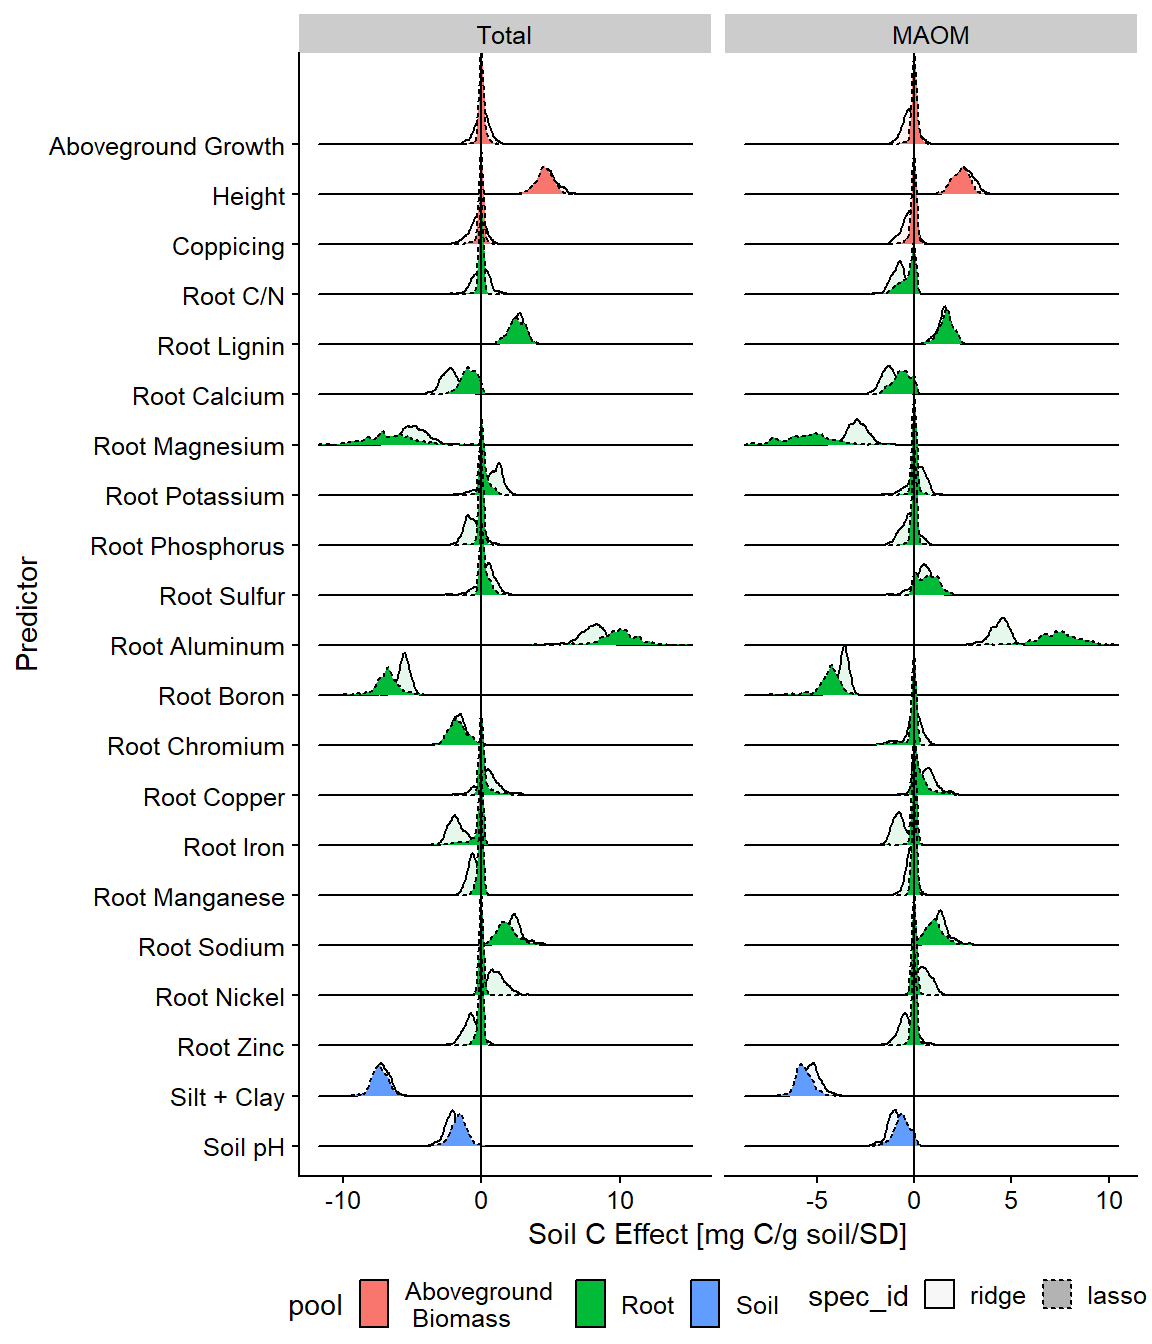 Total
MAOM
Predictor
Aboveground Growth
Height
Coppicing
Root C/N
Root Lignin
Root Calcium
Root Magnesium
Root Potassium
Root Phosphorus
Root Sulfur
Root Aluminum
Root Boron
Root Chromium
Root Copper
Root Iron
Root Manganese
Root Sodium
Root Nickel
Root Zinc
Silt + Clay
Soil pH
-10 0 10
-5 0 5 10
Soil C Effect [mg C/g soil/SD]
pool
Aboveground
Biomass
Root
Soil
spec_id
ridge
lasso